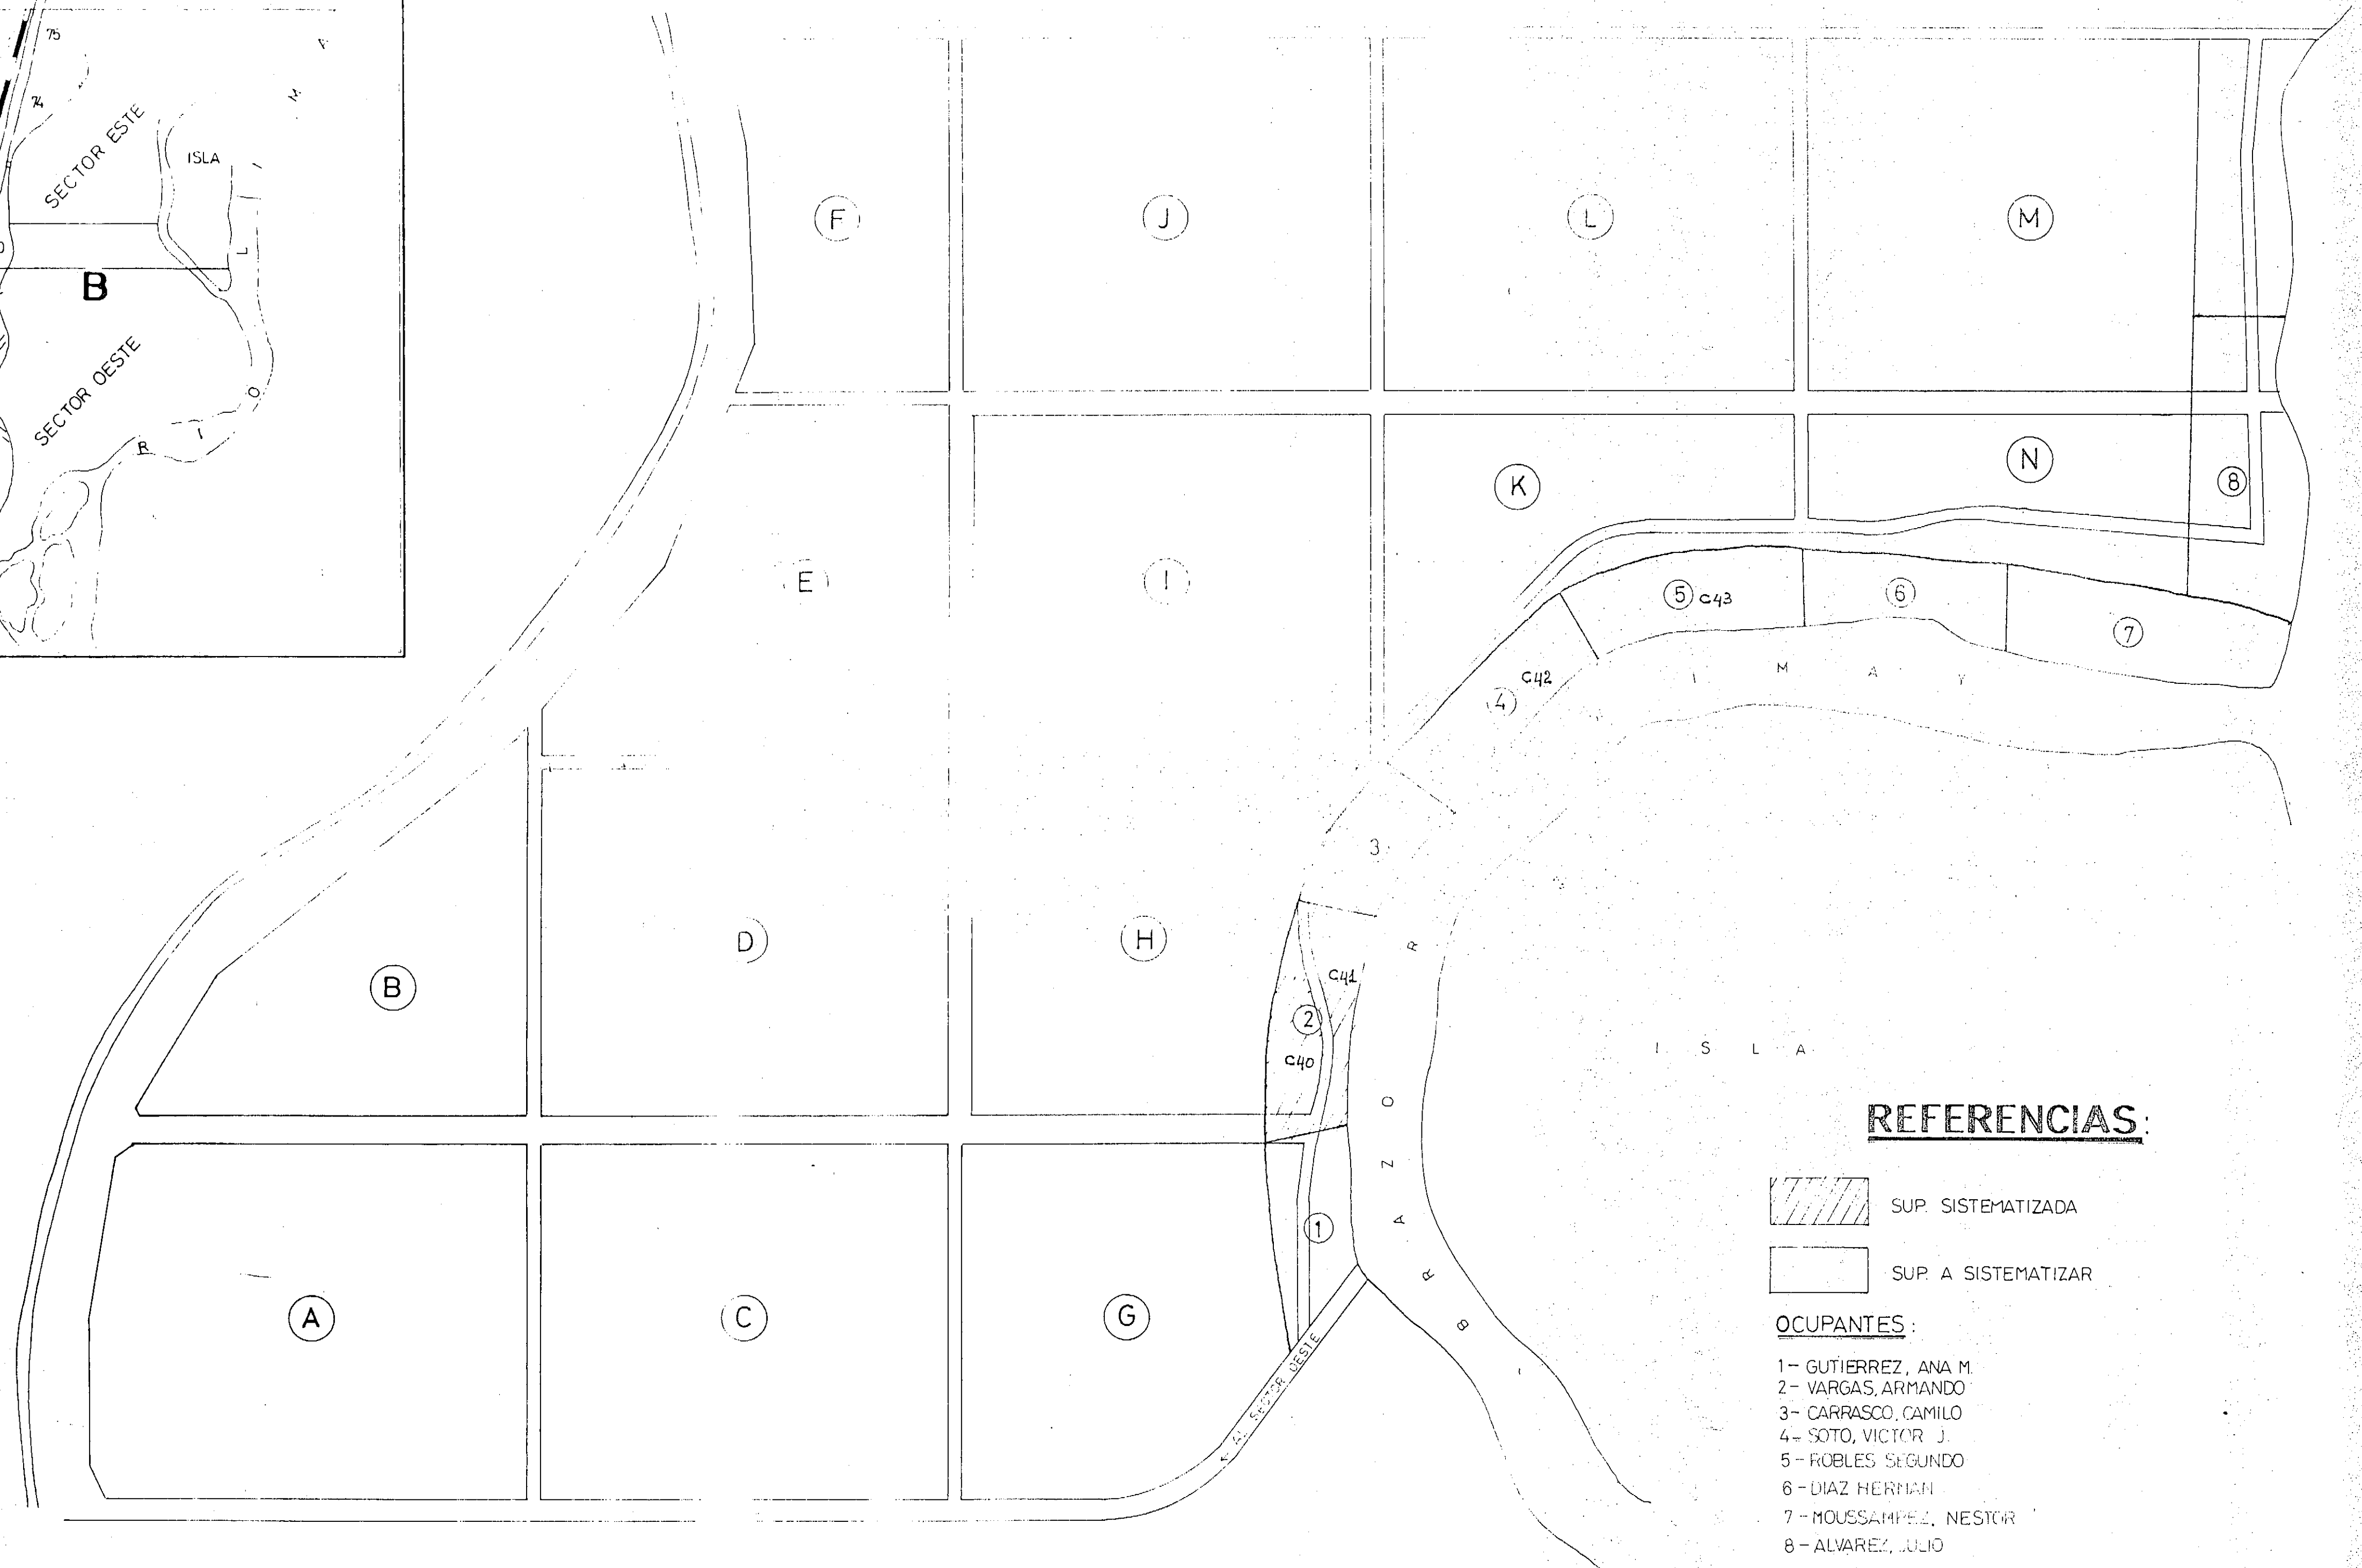 75
74
SECTOR ESTE
ISLA
B
SECTOR OESTE
R I O L I M A
F
J
L
M
E
I
K
N
8
5 C43
6
7
C42
4
I M A Y
3
B
D
H
C41
2
C40
1
R
B R A Z O
I S L A
A
C
G
← AL SECTOR OESTE
REFERENCIAS:
SUP. SISTEMATIZADA
SUP. A SISTEMATIZAR
OCUPANTES:
1- GUTIERREZ, ANA M.
2- VARGAS, ARMANDO
3- CARRASCO, CAMILO
4- SOTO, VICTOR J.
5- ROBLES SEGUNDO
6- DIAZ HERNAN
7- MOUSSAMPEZ, NESTOR
8- ALVAREZ, JULIO